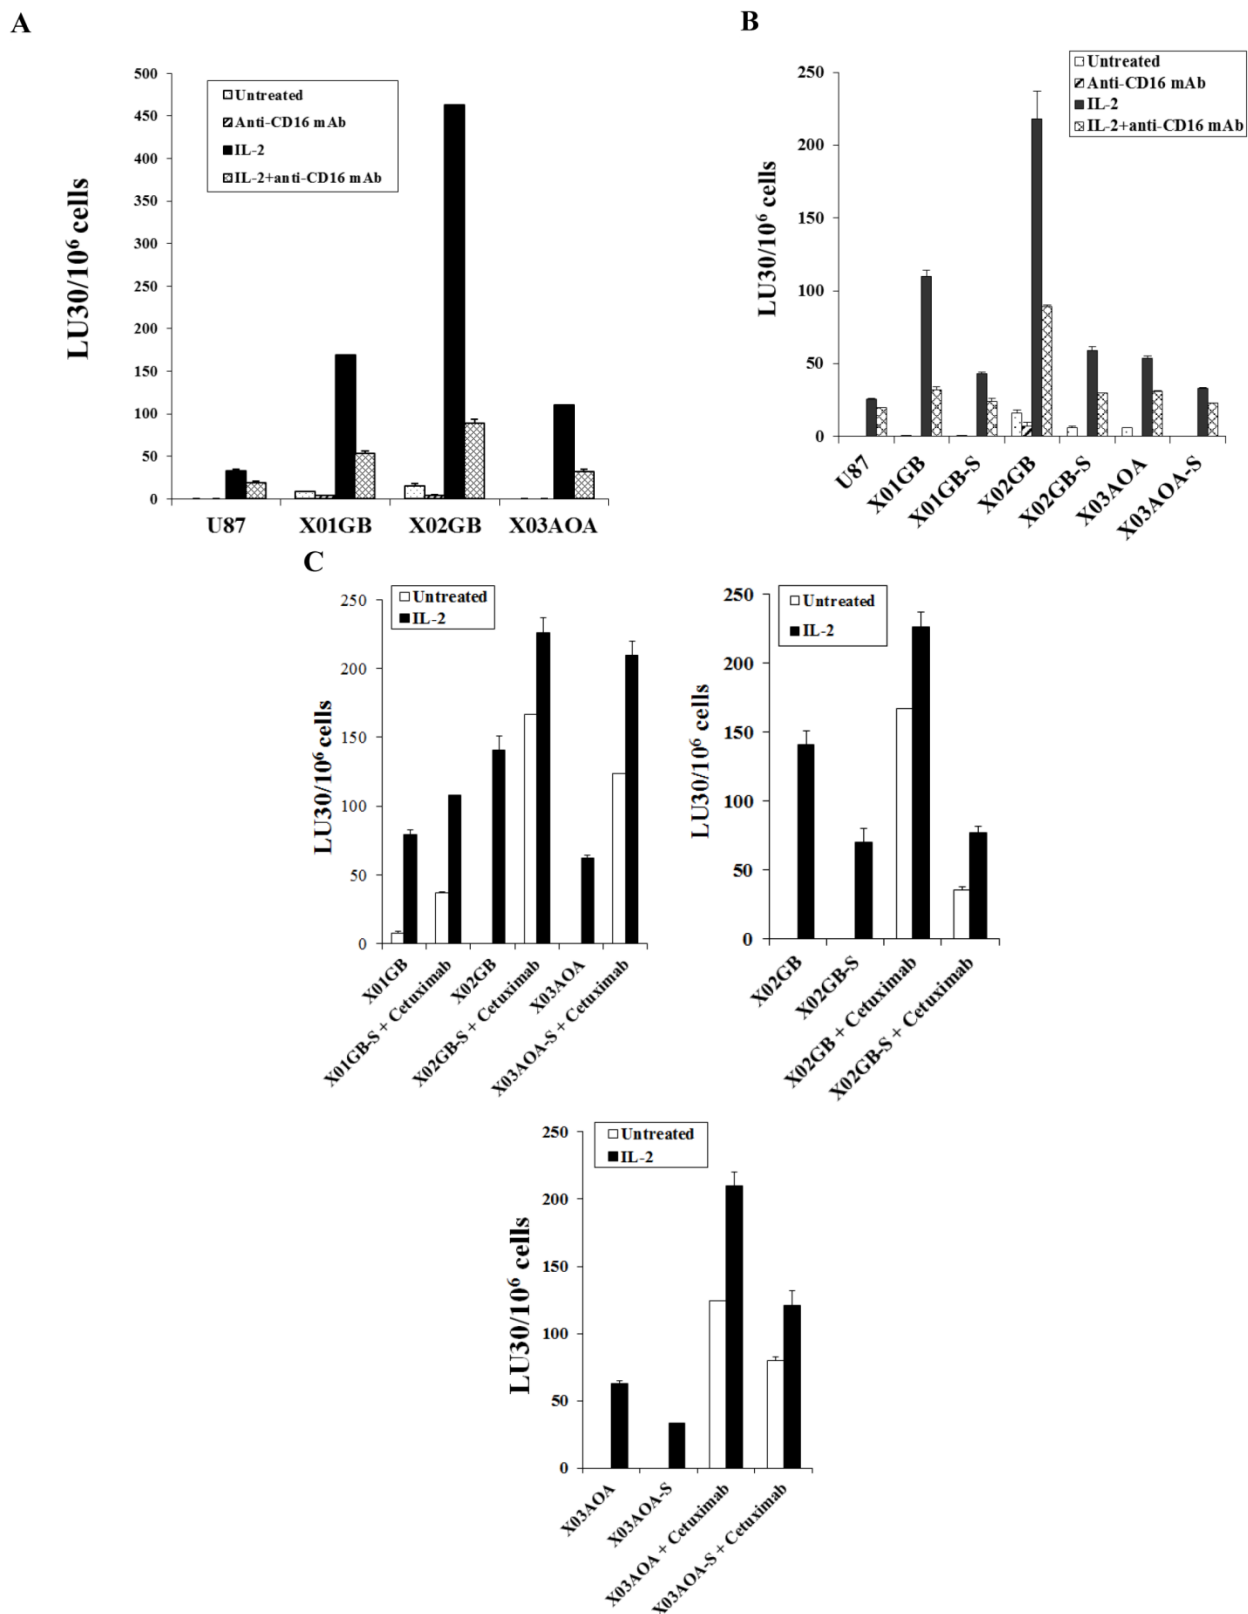 A
LU30/10⁶ cells
500
450
400
350
300
250
200
150
100
50
0
Untreated
Anti-CD16 mAb
IL-2
IL-2+anti-CD16 mAb
U87
X01GB
X02GB
X03AOA
B
LU30/10⁶ cells
250
200
150
100
50
0
Untreated
Anti-CD16 mAb
IL-2
IL-2+anti-CD16 mAb
U87
X01GB
X01GB-S
X02GB
X02GB-S
X03AOA
X03AOA-S
C
LU30/10⁶ cells
250
200
150
100
50
0
Untreated
IL-2
X01GB
X01GB-S + Cetuximab
X02GB
X02GB-S + Cetuximab
X03AOA
X03AOA-S + Cetuximab
LU30/10⁶ cells
250
200
150
100
50
0
Untreated
IL-2
X02GB
X02GB-S
X02GB + Cetuximab
X02GB-S + Cetuximab
LU30/10⁶ cells
250
200
150
100
50
0
Untreated
IL-2
X03AOA
X03AOA-S
X03AOA + Cetuximab
X03AOA-S + Cetuximab